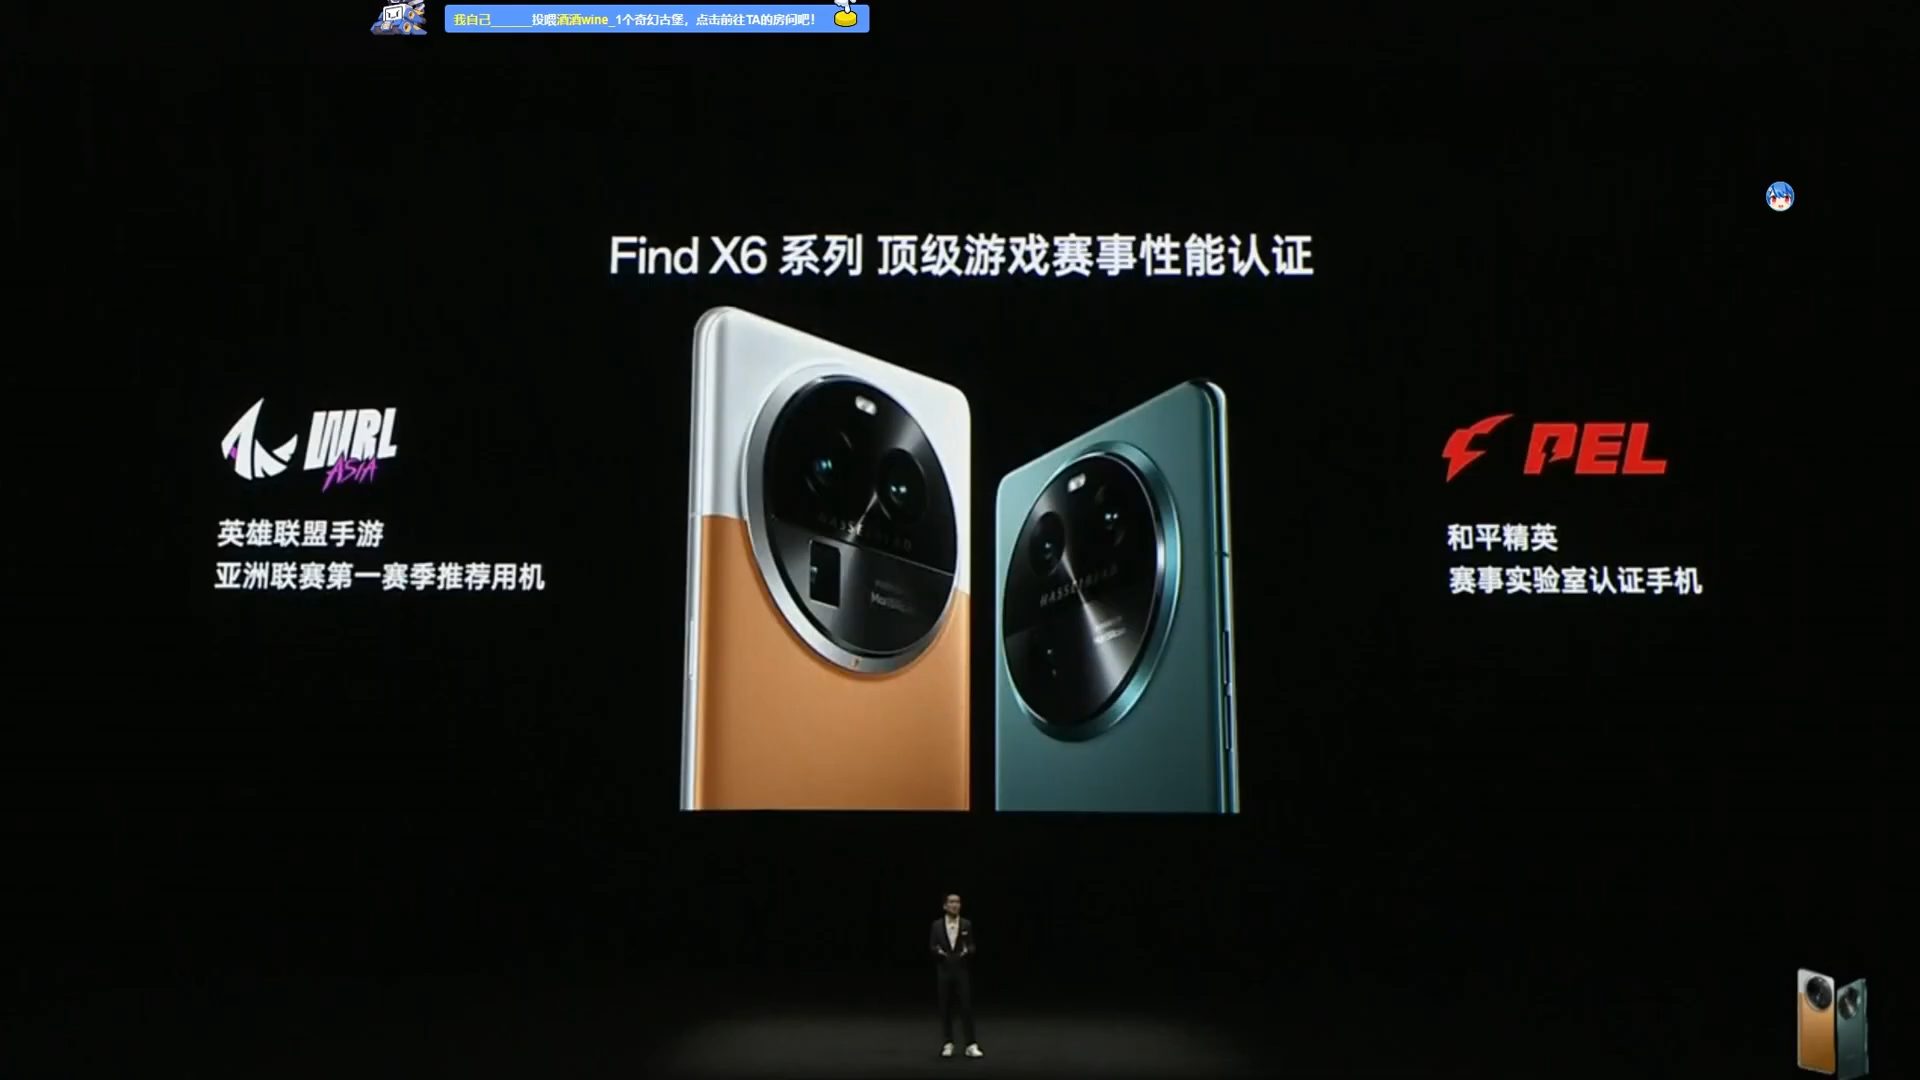 我自己______投喂酒酒wine_1个奇幻古堡，点击前往TA的房间吧！
Find X6 系列 顶级游戏赛事性能认证
WRL
ASIA
英雄联盟手游
亚洲联赛第一赛季推荐用机
PEL
和平精英
赛事实验室认证手机
HASSELBLAD
HASSELBLAD